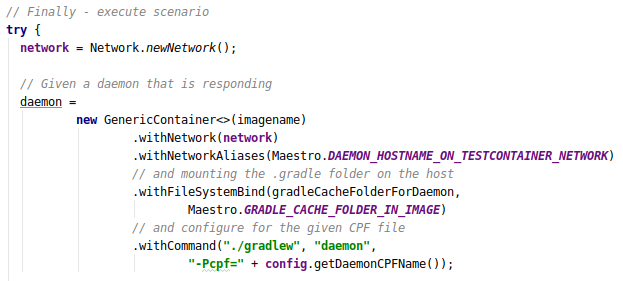 // Finally - execute scenario
try {
network = Network.newNetwork();
// Given a daemon that is responding
daemon =
new GenericContainer<>(imagename)
.withNetwork(network)
.withNetworkAliases(Maestro.DAEMON_HOSTNAME_ON_TESTCONTAINER_NETWORK)
// and mounting the .gradle folder on the host
.withFileSystemBind(gradleCacheFolderForDaemon,
Maestro.GRADLE_CACHE_FOLDER_IN_IMAGE)
// and configure for the given CPF file
.withCommand("./gradlew", "daemon",
"-Pcpf=" + config.getDaemonCPFName());